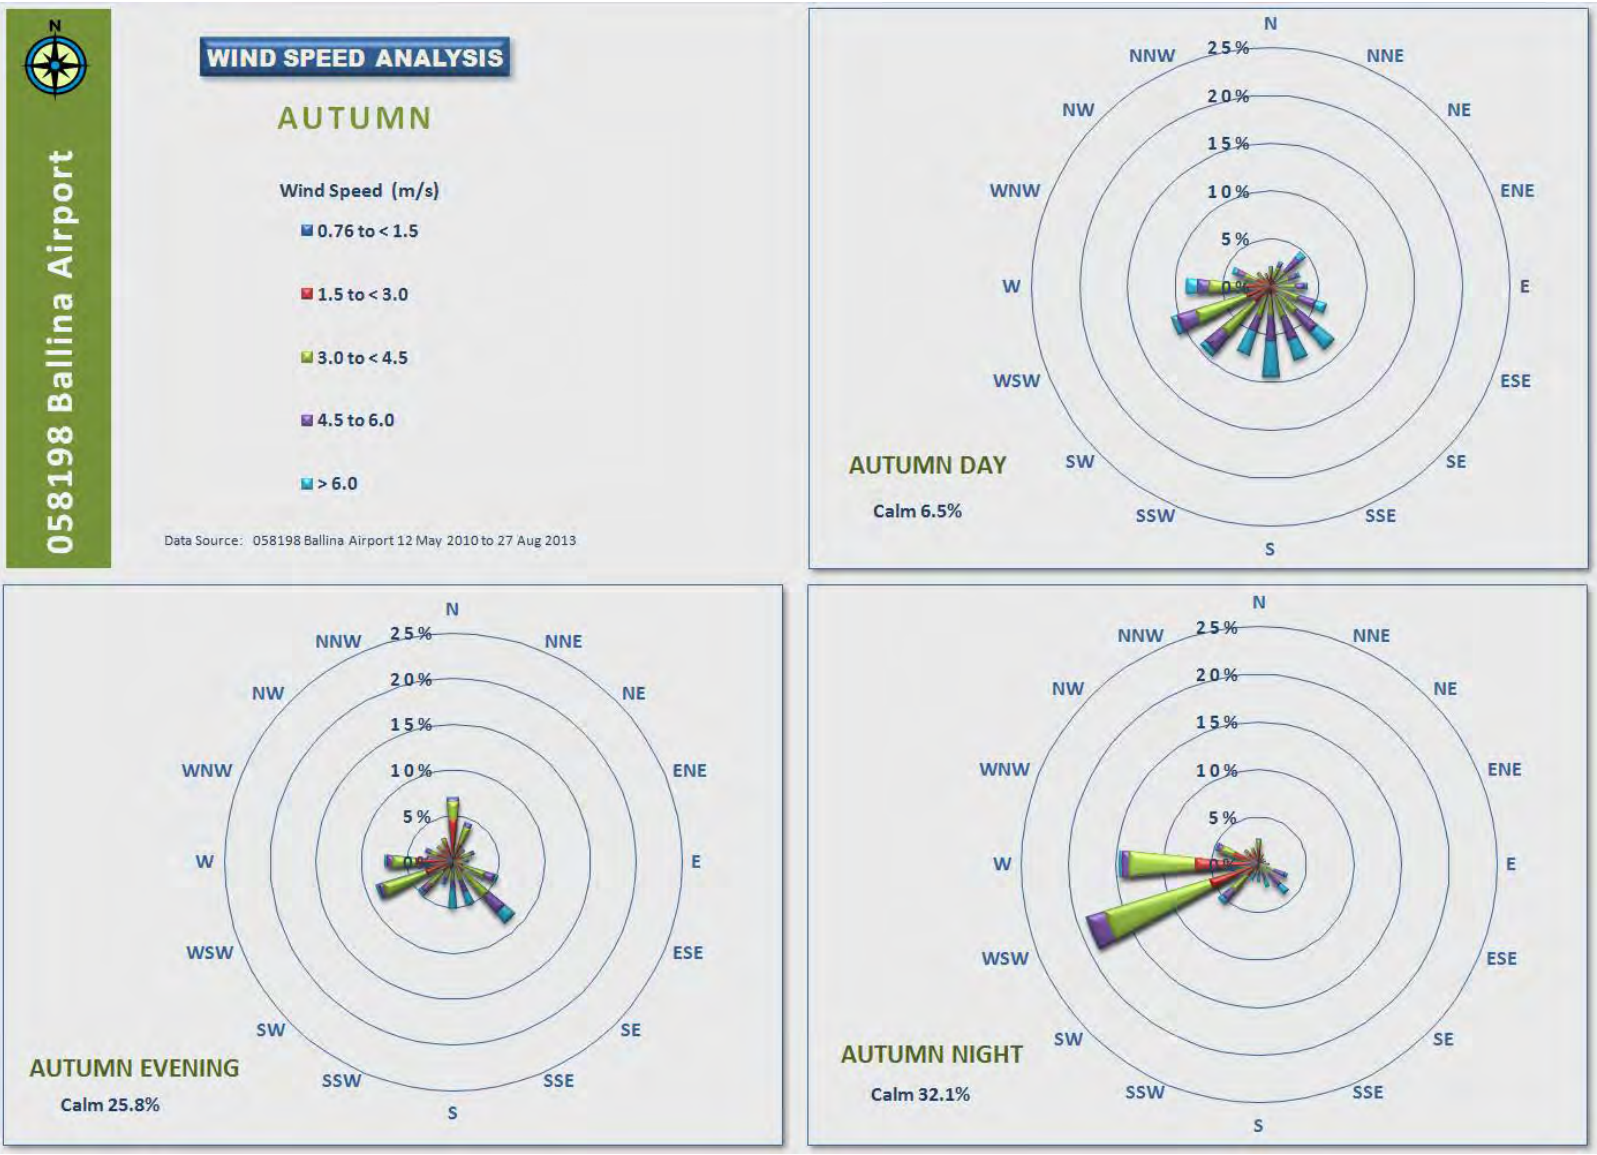 N
058198 Ballina Airport
WIND SPEED ANALYSIS
AUTUMN
Wind Speed (m/s)
0.76 to < 1.5
1.5 to < 3.0
3.0 to < 4.5
4.5 to 6.0
> 6.0
Data Source: 058198 Ballina Airport 12 May 2010 to 27 Aug 2013
N
NNW 25% NNE
20%
NW NE
15%
WNW 10% ENE
5%
W 0% E
WSW ESE
AUTUMN DAY SW SE
Calm 6.5% SSW SSE
S
N
NNW 25% NNE
20%
NW NE
15%
WNW 10% ENE
5%
W 0% E
WSW ESE
SW SE
AUTUMN EVENING
SSW SSE
Calm 25.8%
S
N
NNW 25% NNE
20%
NW NE
15%
WNW 10% ENE
5%
W 0% E
WSW ESE
SW SE
AUTUMN NIGHT
Calm 32.1% SSW SSE
S